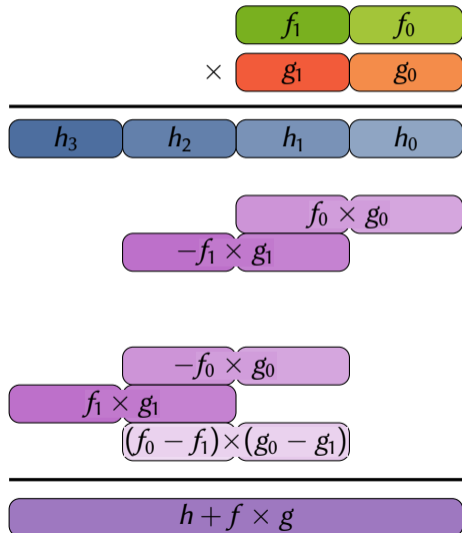 f₁ f₀
× g₁ g₀
h₃ h₂ h₁ h₀
f₀ × g₀
−f₁ × g₁
−f₀ × g₀
f₁ × g₁
(f₀ − f₁)×(g₀ − g₁)
h + f × g